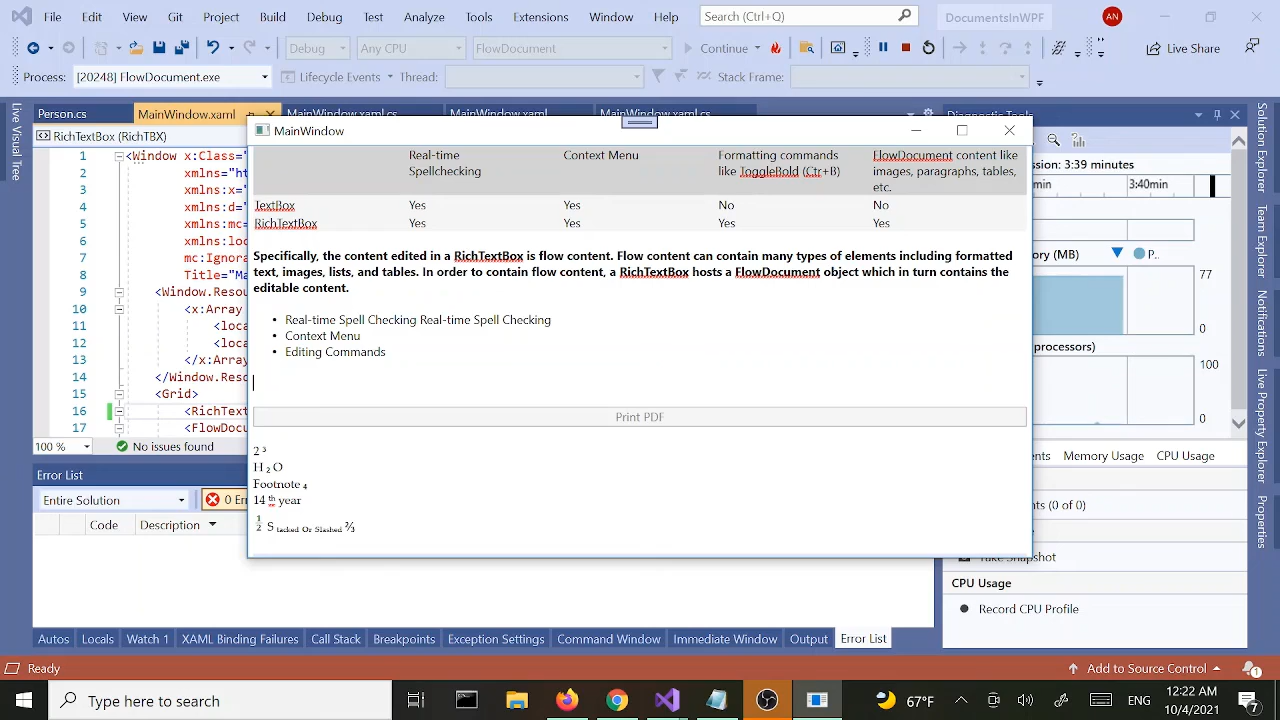 File Edit View Git Project Build Debug Test Analyze Tools Extensions Window Help Search (Ctrl+Q) DocumentsInWPF AN
Debug Any CPU FlowDocument Continue Live Share
Process: [20248] FlowDocument.exe Lifecycle Events Thread: Stack Frame:
Live Visual Tree
Person.cs MainWindow.xaml MainWindow.xaml.cs MainWindow.xaml MainWindow.xaml.cs
RichTextBox (RichTBX)
1 <Window x:Class="
2 xmlns="ht
3 xmlns:x="
4 xmlns:d="
5 xmlns:mc=
6 xmlns:loc
7 mc:Ignora
8 Title="Ma
9 <Window.Resou
10 <x:Array
11 <loca
12 <loca
13 </x:Array
14 </Window.Reso
15 <Grid>
16 <RichText
17 <FlowDocu
100 % No issues found
Error List
Entire Solution 0 Err
Code Description
MainWindow
Real-time Spellchecking
Context Menu
Formatting commands like ToggleBold (Ctr+B)
FlowDocument content like images, paragraphs, tables, etc.
TextBox Yes Yes No No
RichTextBox Yes Yes Yes Yes
Specifically, the content edited in a RichTextBox is flow content. Flow content can contain many types of elements including formatted
text, images, lists, and tables. In order to contain flow content, a RichTextBox hosts a FlowDocument object which in turn contains the
editable content.
• Real-time Spell Checking Real-time Spell Checking
• Context Menu
• Editing Commands
Print PDF
2 ³
H ₂ O
Footnote ₄
14 th year
½ S tacked Or Slashed ⅔
Diagnostic Tools
ssion: 3:39 minutes
min 3:40min
ory (MB) P..
77
0
processors)
100
0
ents Memory Usage CPU Usage
ents (0 of 0)
Take Snapshot
CPU Usage
Record CPU Profile
Solution Explorer
Team Explorer
Notifications
Live Property Explorer
Properties
Autos Locals Watch 1 XAML Binding Failures Call Stack Breakpoints Exception Settings Command Window Immediate Window Output Error List
Ready Add to Source Control 1
Type here to search 67°F ENG 2:22 AM
10/4/2021 7